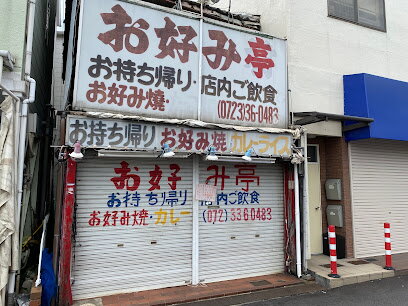 お好み亭
お持ち帰り・店内ご飲食
お好み焼・
(0723)36-0483
お持ち帰り お好み焼 カレーライス
お好み亭
お持ち帰り 店内ご飲食
お好み焼・カレー
(072)336-0483